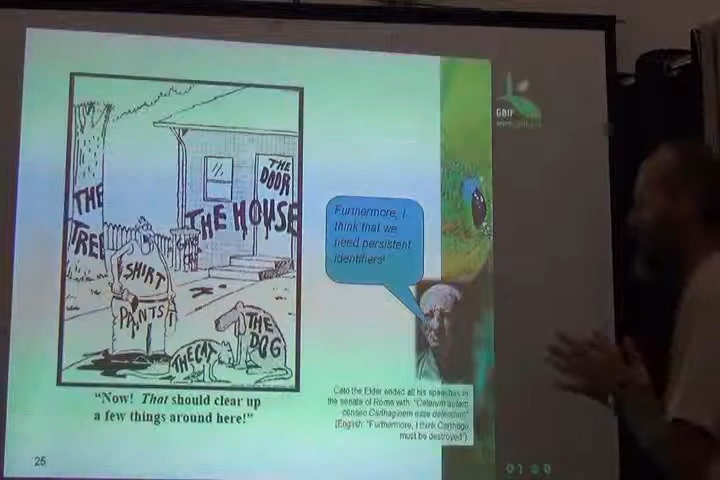 THE
DOOR
THE HOUSE
THE
TREE
SHIRT
PANTS
THE CAT
THE
DOG
"Now! That should clear up
a few things around here!"
Furthermore, I
think that we
need persistent
identifiers!
Cato the Elder ended all his speeches in
the senate of Rome with: "Ceterum autem
censeo Carthaginem esse delendam"
(English: "Furthermore, I think Carthage
must be destroyed")
GBIF
25